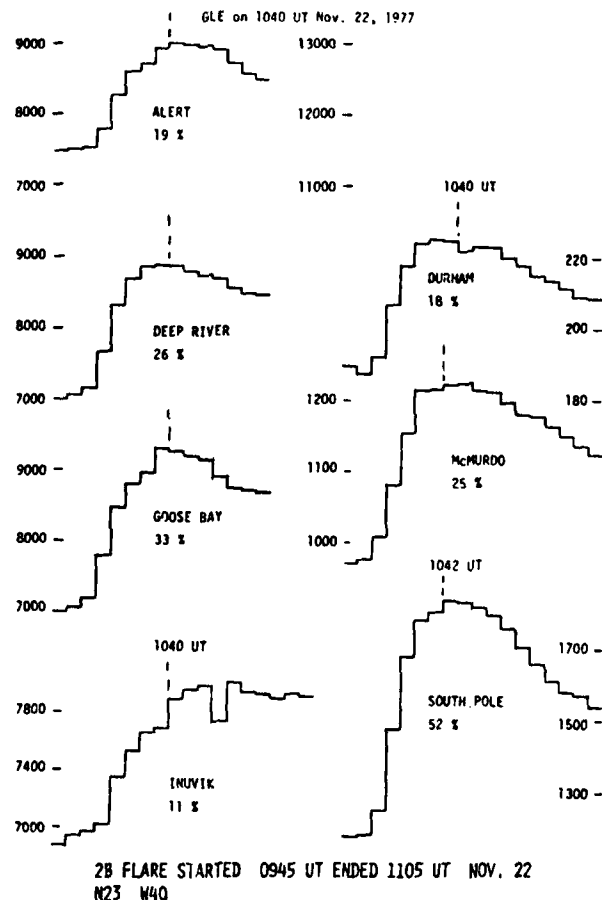 GLE on 1040 UT Nov. 22, 1977
9000
8000
7000
ALERT
19 %
13000
12000
11000
9000
8000
7000
DEEP RIVER
26 %
1040 UT
DURHAM
18 %
220
200
180
9000
8000
7000
GOOSE BAY
33 %
1200
1100
1000
McMURDO
25 %
1040 UT
7800
7400
7000
INUVIK
11 %
1042 UT
SOUTH POLE
52 %
1700
1500
1300
2B FLARE STARTED 0945 UT ENDED 1105 UT NOV. 22
N23 W40